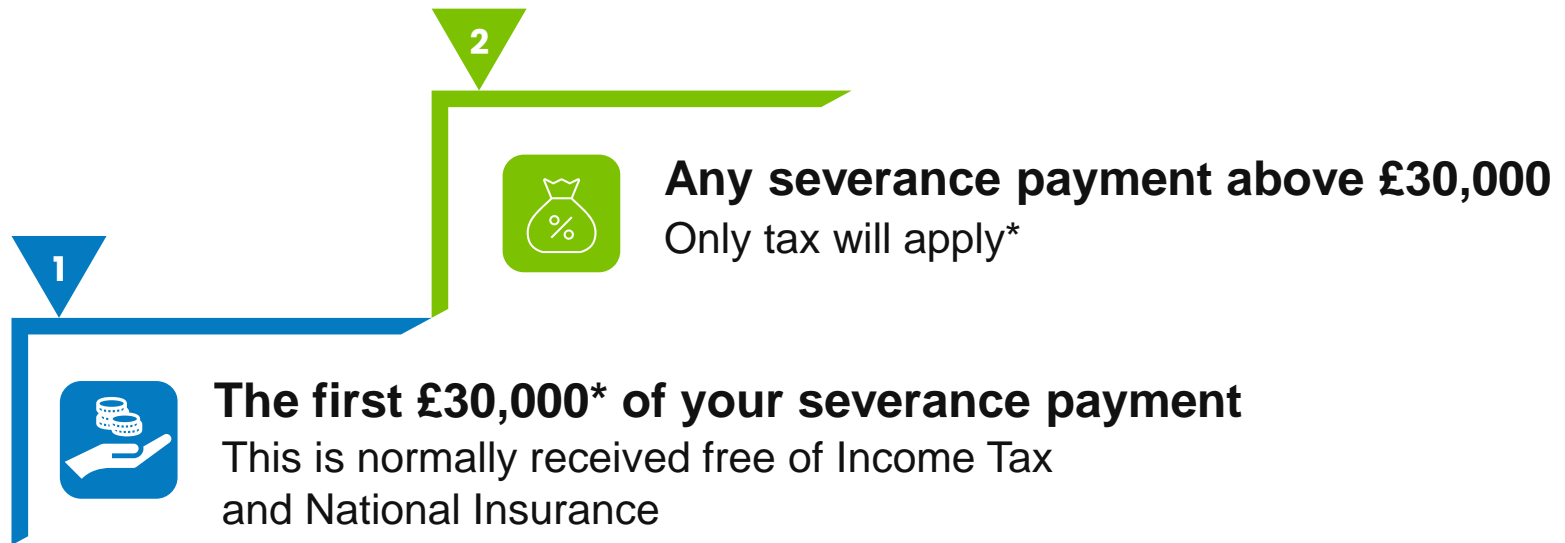 2
Any severance payment above £30,000
Only tax will apply*
1
The first £30,000* of your severance payment
This is normally received free of Income Tax
and National Insurance
%